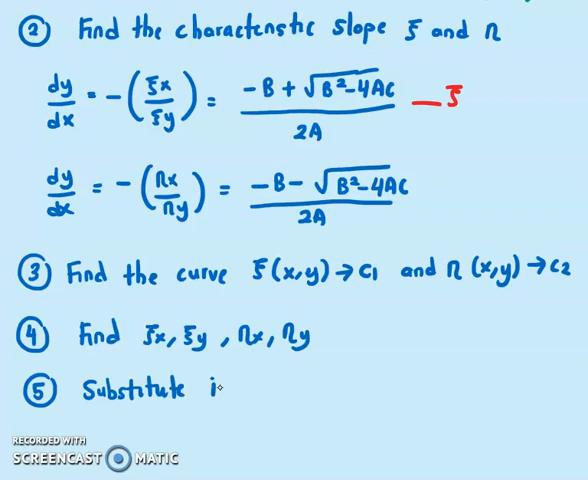 ② Find the characteristic slope ξ and η
dy/dx = -(ξx/ξy) = (-B + √(B²-4AC))/2A — ξ
dy/dx = -(ηx/ηy) = (-B - √(B²-4AC))/2A
③ Find the curve ξ(x,y) → c₁ and η(x,y) → c₂
④ Find ξx, ξy, ηx, ηy
⑤ Substitute i
RECORDED WITH
SCREENCAST MATIC